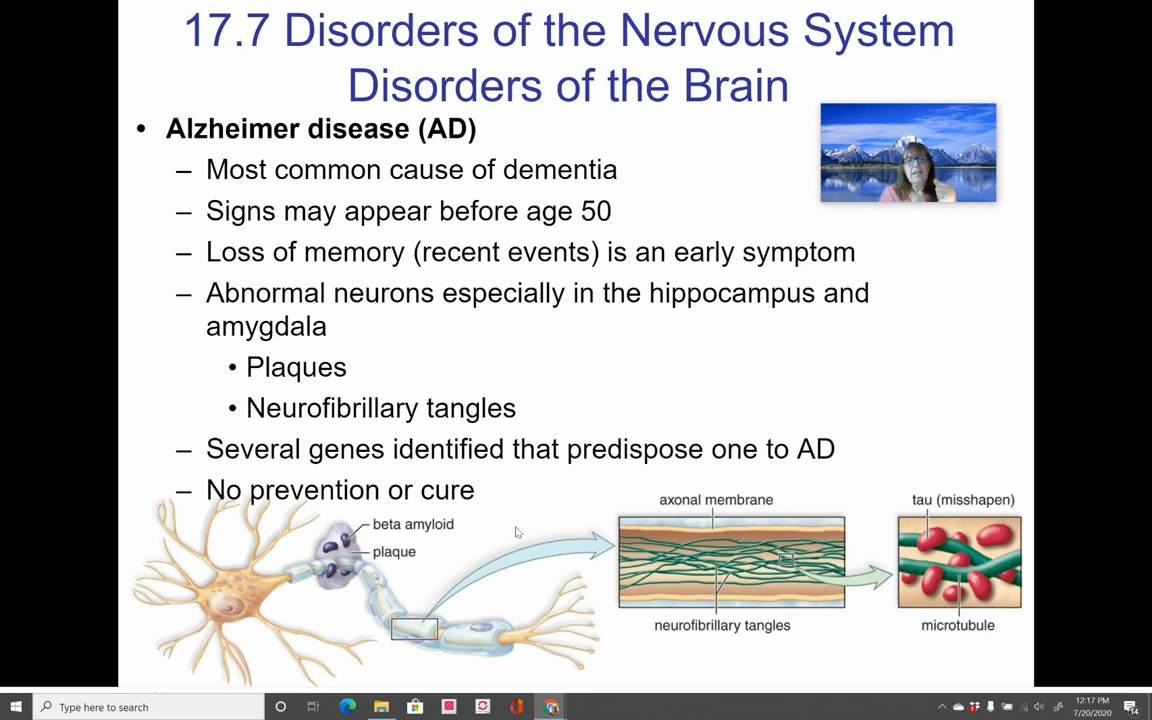 17.7 Disorders of the Nervous System
Disorders of the Brain
• Alzheimer disease (AD)
– Most common cause of dementia
– Signs may appear before age 50
– Loss of memory (recent events) is an early symptom
– Abnormal neurons especially in the hippocampus and
amygdala
• Plaques
• Neurofibrillary tangles
– Several genes identified that predispose one to AD
– No prevention or cure
beta amyloid
plaque
axonal membrane
neurofibrillary tangles
tau (misshapen)
microtubule
Type here to search
12:17 PM
7/20/2020
14